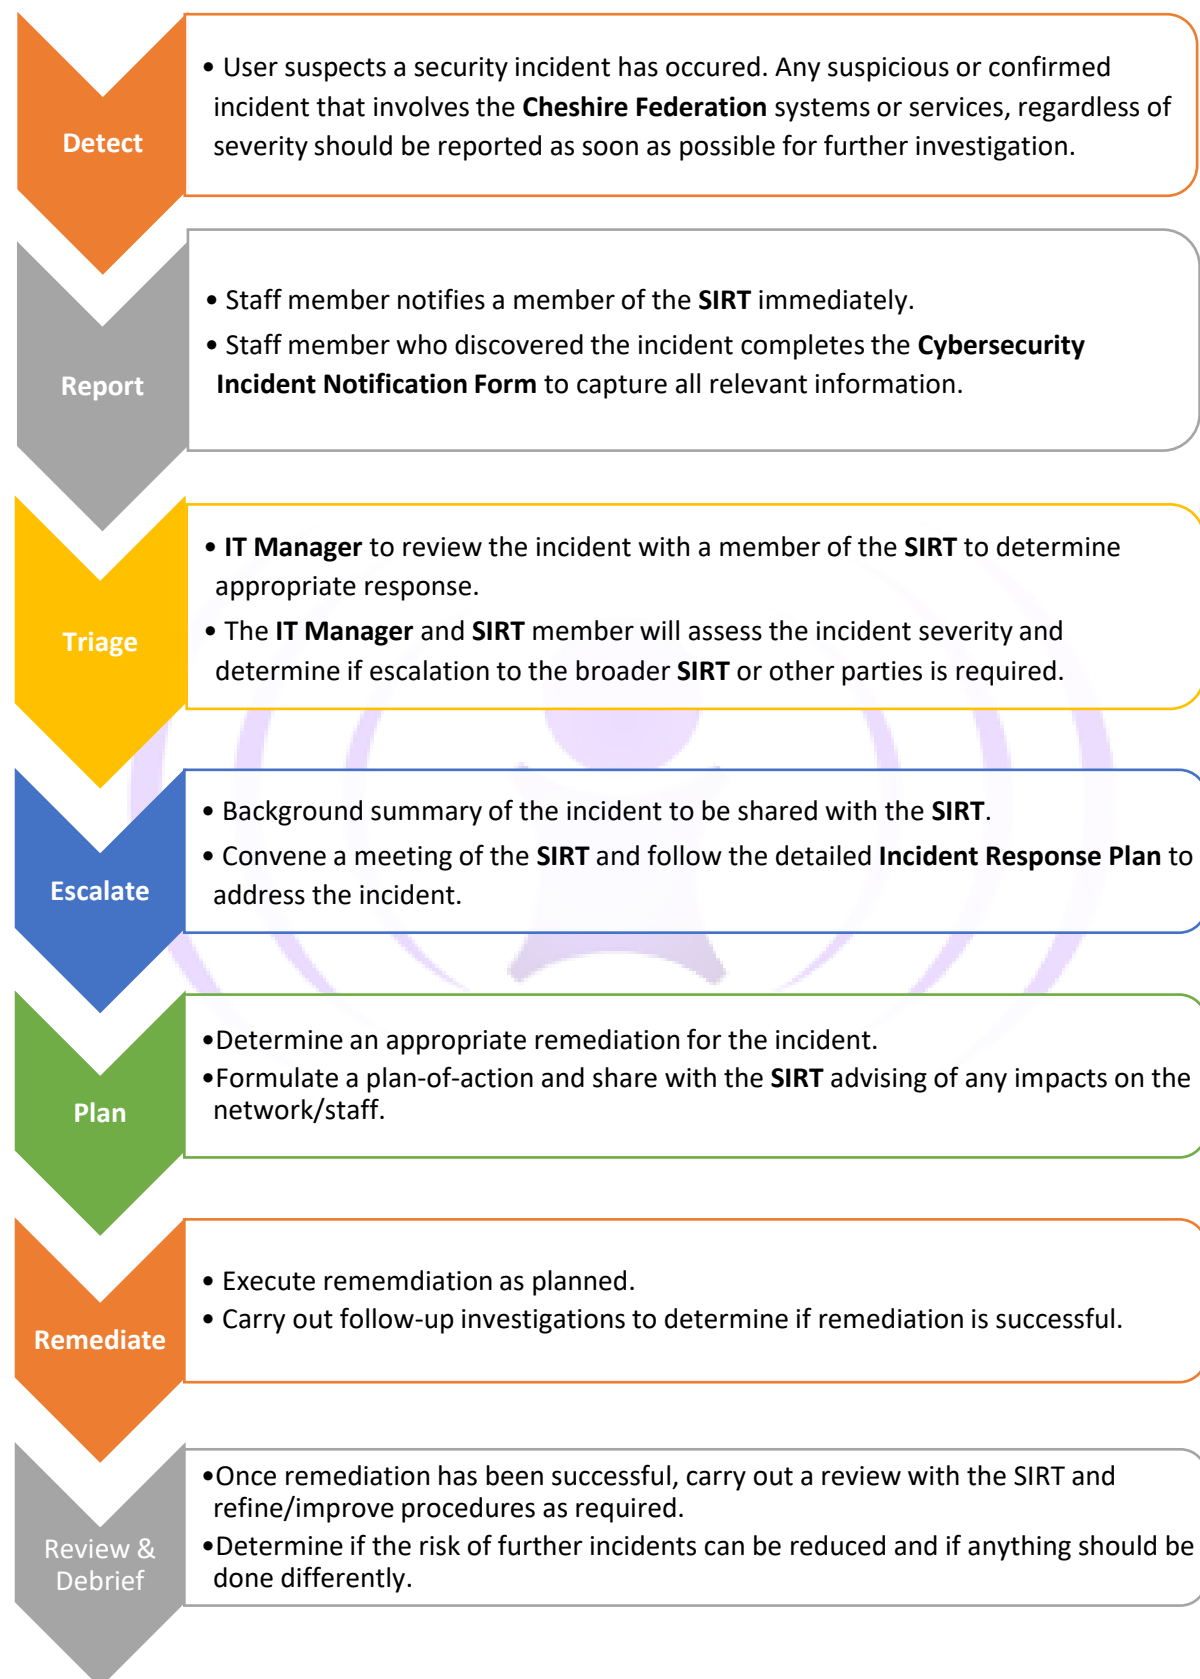 Detect
• User suspects a security incident has occured. Any suspicious or confirmed
incident that involves the Cheshire Federation systems or services, regardless of
severity should be reported as soon as possible for further investigation.
Report
• Staff member notifies a member of the SIRT immediately.
• Staff member who discovered the incident completes the Cybersecurity
Incident Notification Form to capture all relevant information.
Triage
• IT Manager to review the incident with a member of the SIRT to determine
appropriate response.
• The IT Manager and SIRT member will assess the incident severity and
determine if escalation to the broader SIRT or other parties is required.
Escalate
• Background summary of the incident to be shared with the SIRT.
• Convene a meeting of the SIRT and follow the detailed Incident Response Plan to
address the incident.
Plan
•Determine an appropriate remediation for the incident.
•Formulate a plan-of-action and share with the SIRT advising of any impacts on the
network/staff.
Remediate
• Execute rememdiation as planned.
• Carry out follow-up investigations to determine if remediation is successful.
Review &
Debrief
•Once remediation has been successful, carry out a review with the SIRT and
refine/improve procedures as required.
•Determine if the risk of further incidents can be reduced and if anything should be
done differently.